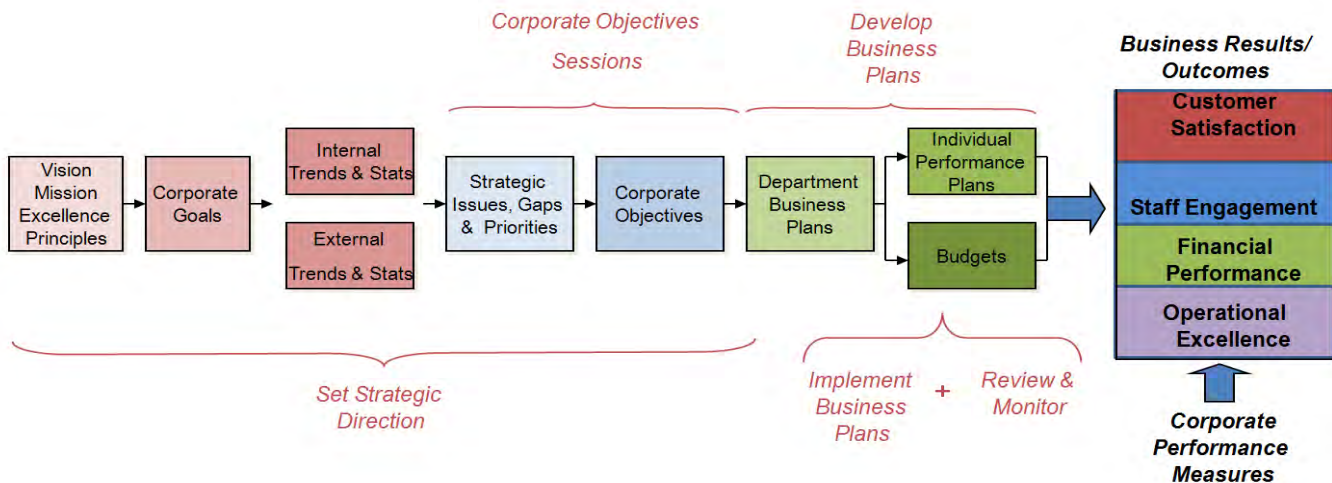 Corporate Objectives
Sessions
Develop
Business
Plans
Business Results/
Outcomes
Vision
Mission
Excellence
Principles
Corporate
Goals
Internal
Trends & Stats
External
Trends & Stats
Strategic
Issues, Gaps
& Priorities
Corporate
Objectives
Department
Business
Plans
Individual
Performance
Plans
Budgets
Customer
Satisfaction
Staff Engagement
Financial
Performance
Operational
Excellence
Set Strategic
Direction
Implement
Business
Plans
+
Review &
Monitor
Corporate
Performance
Measures